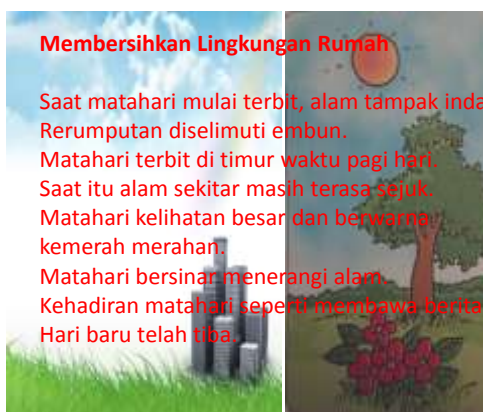 Membersihkan Lingkungan Rumah
Saat matahari mulai terbit, alam tampak inda
Rerumputan diselimuti embun.
Matahari terbit di timur waktu pagi hari.
Saat itu alam sekitar masih terasa sejuk.
Matahari kelihatan besar dan berwarna
kemerah merahan.
Matahari bersinar menerangi alam.
Kehadiran matahari seperti membawa berita
Hari baru telah tiba.